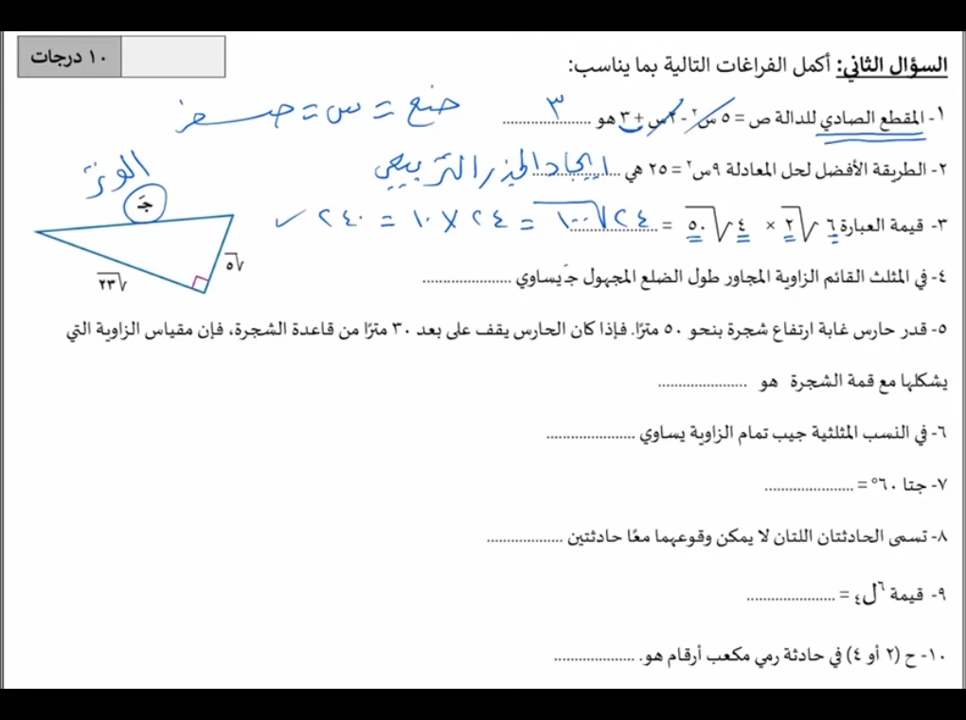 ١٠ درجات
السؤال الثاني: أكمل الفراغات التالية بما يناسب:
ضع = س = صفر
١- المقطع الصادي للدالة ص = ٥ س٢ - ٢س + ٣ هو ......٣......
٢- الطريقة الأفضل لحل المعادلة ٩س٢ = ٢٥ هي ايجاد الجذر التربيعي
الوتر
جـَ
٣- قيمة العبارة ٦√٢ × ٤√٥٠ = ٢٤√١٠٠ = ٢٤ × ١٠ = ٢٤٠ ✓
√٥
√٢٣
٤- في المثلث القائم الزاوية المجاور طول الضلع المجهول جـَ يساوي ......................
٥- قدر حارس غابة ارتفاع شجرة بنحو ٥٠ مترًا. فإذا كان الحارس يقف على بعد ٣٠ مترًا من قاعدة الشجرة، فإن مقياس الزاوية التي
يشكلها مع قمة الشجرة هو ......................
٦- في النسب المثلثية جيب تمام الزاوية يساوي ......................
٧- جتا ٦٠° = ......................
٨- تسمى الحادثتان اللتان لا يمكن وقوعهما معًا حادثتين ...................
٩- قيمة ٦ل٤ = ......................
١٠- ح (٢ أو ٤) في حادثة رمي مكعب أرقام هو. ....................